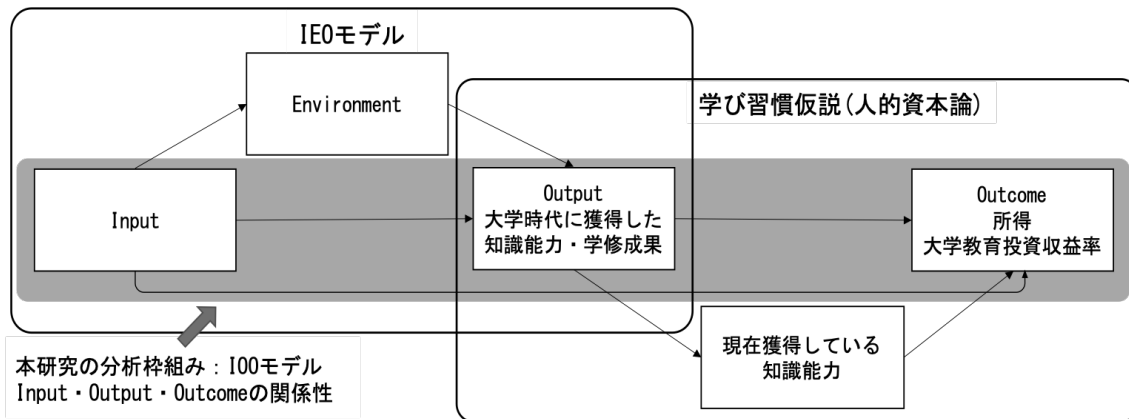 IEOモデル
Environment
学び習慣仮説(人的資本論)
Input
Output
大学時代に獲得した
知識能力・学修成果
Outcome
所得
大学教育投資収益率
現在獲得している
知識能力
本研究の分析枠組み：IOOモデル
Input・Output・Outcomeの関係性